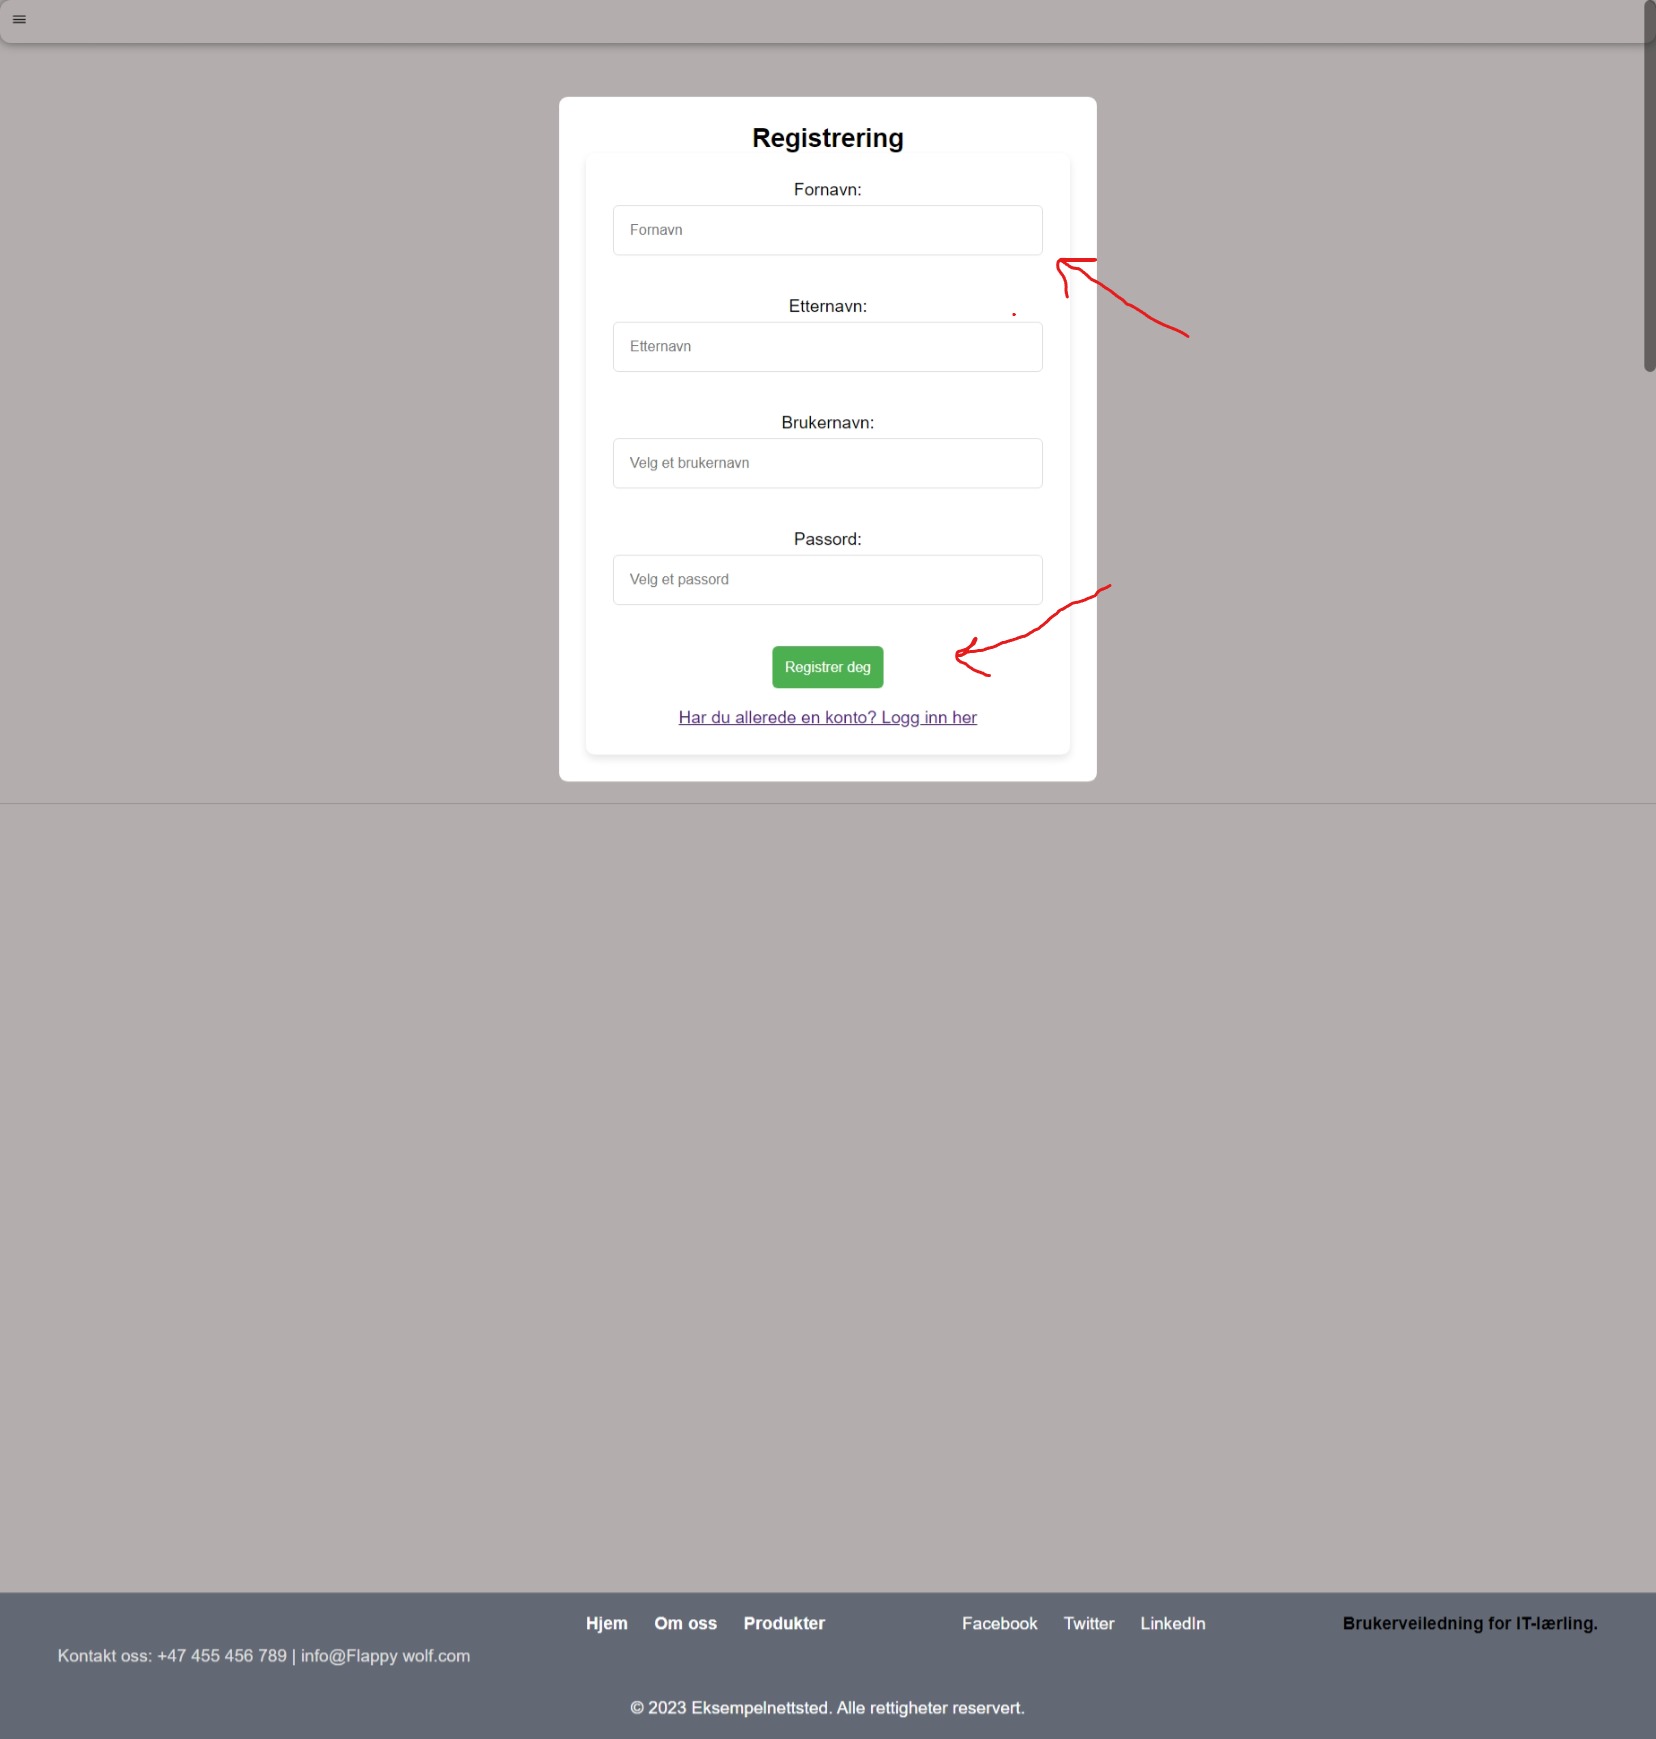 Registrering
Fornavn:
Fornavn
Etternavn:
Etternavn
Brukernavn:
Velg et brukernavn
Passord:
Velg et passord
Registrer deg
Har du allerede en konto? Logg inn her
Hjem Om oss Produkter Facebook Twitter LinkedIn Brukerveiledning for IT-lærling.
Kontakt oss: +47 455 456 789 | info@Flappy wolf.com
© 2023 Eksempelnettsted. Alle rettigheter reservert.